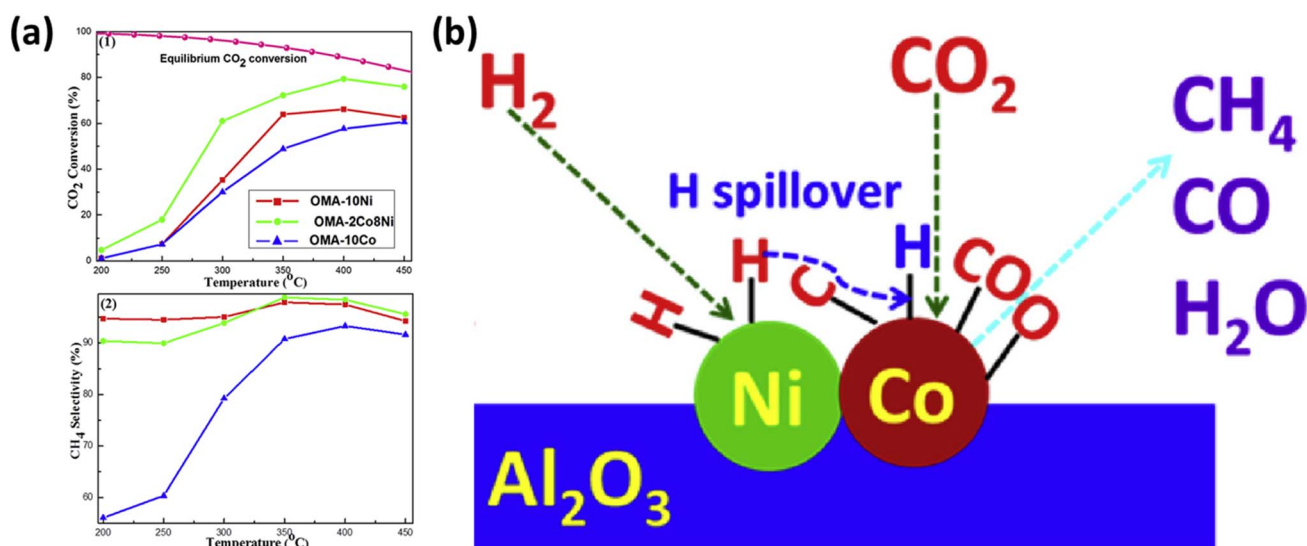 (a)
(1)
Equilibrium CO₂ conversion
CO₂ Conversion (%)
100
80
60
40
20
0
OMA-10Ni
OMA-2Co8Ni
OMA-10Co
200 250 300 350 400 450
Temperature (°C)
(2)
CH₄ Selectivity (%)
90
80
70
60
200 250 300 350 400 450
Temperature (°C)
(b)
H₂
CO₂
CH₄
CO
H₂O
H spillover
H
H
C
H
COO
Ni
Co
Al₂O₃